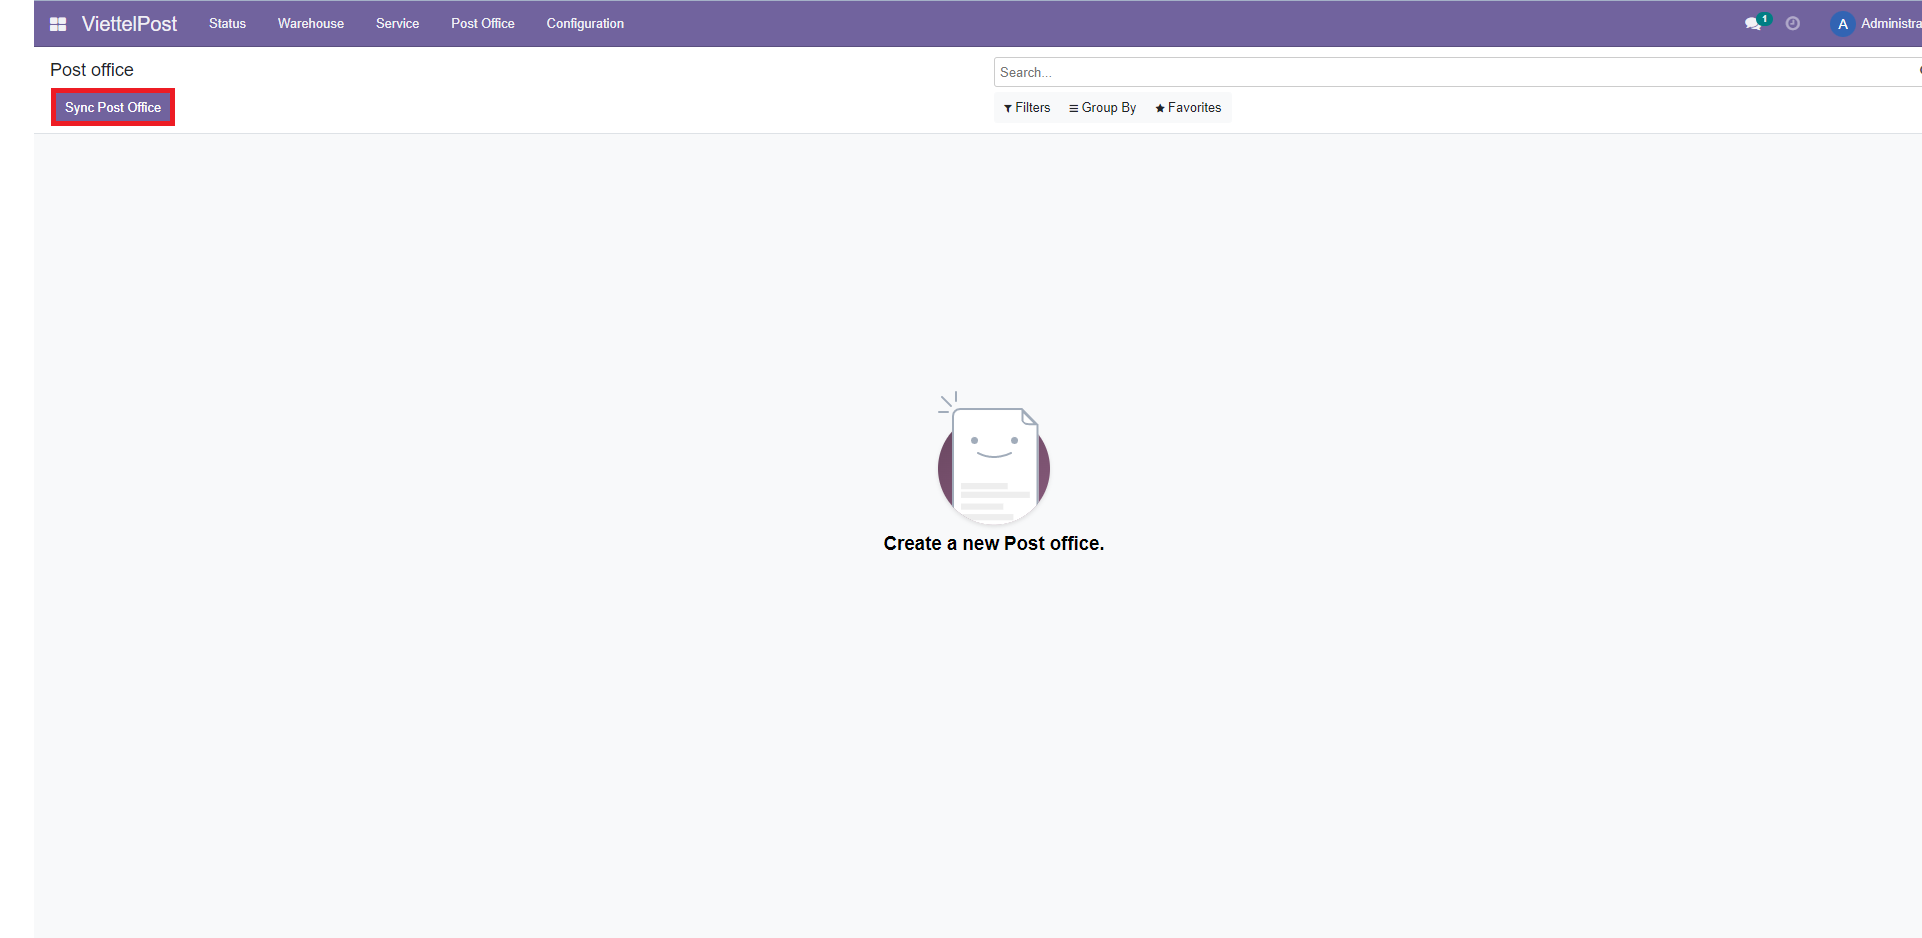 ViettelPost Status Warehouse Service Post Office Configuration 1 A Administra
Post office
Search...
Sync Post Office
Filters Group By Favorites
Create a new Post office.